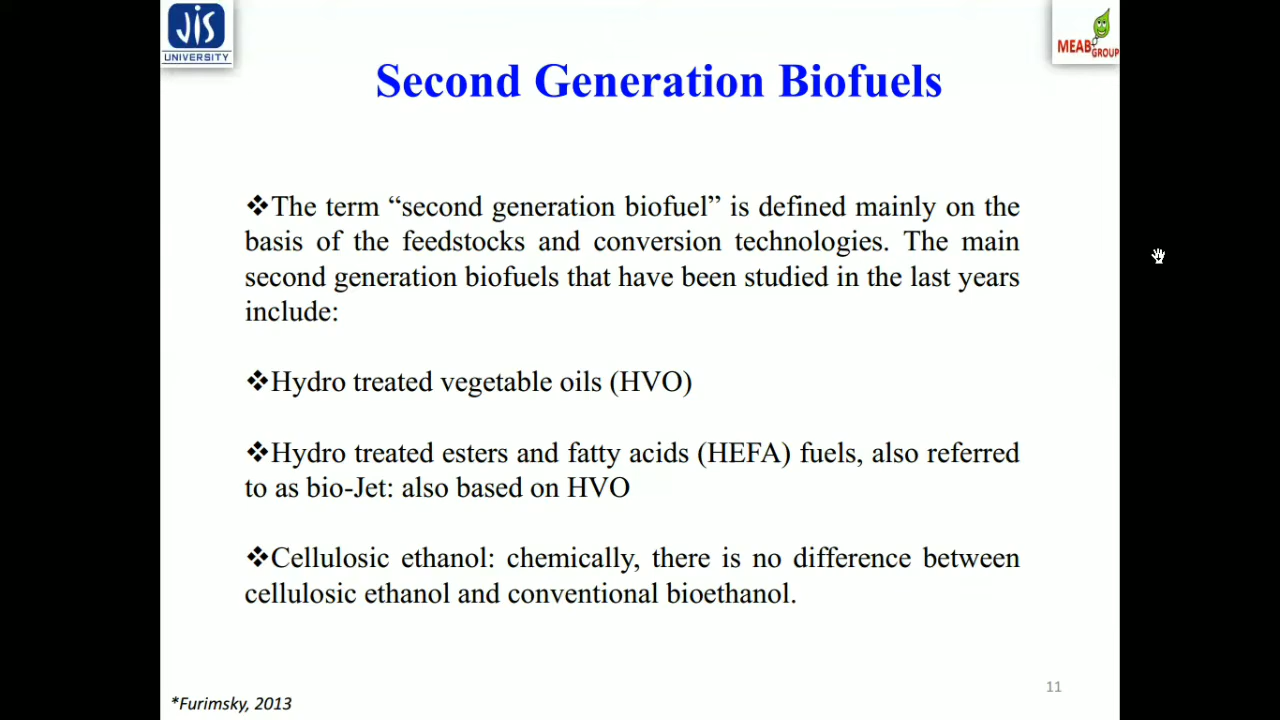 JIS
UNIVERSITY
MEAB
GROUP
Second Generation Biofuels
❖The term “second generation biofuel” is defined mainly on the
basis of the feedstocks and conversion technologies. The main
second generation biofuels that have been studied in the last years
include:
❖Hydro treated vegetable oils (HVO)
❖Hydro treated esters and fatty acids (HEFA) fuels, also referred
to as bio-Jet: also based on HVO
❖Cellulosic ethanol: chemically, there is no difference between
cellulosic ethanol and conventional bioethanol.
11
*Furimsky, 2013